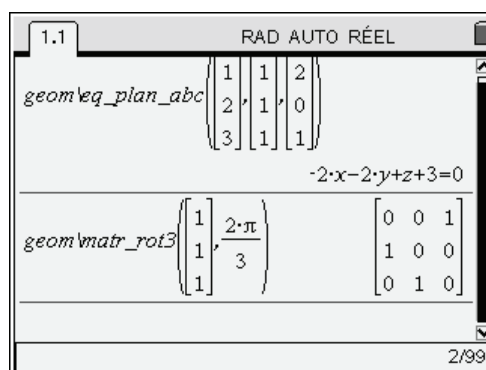 1.1 RAD AUTO RÉEL
geom\eq_plan_abc([1 2 3],[1 1 1],[2 0 1])
-2·x-2·y+z+3=0
geom\matr_rot3([1 1 1],2·π/3) [0 0 1 1 0 0 0 1 0]
2/99